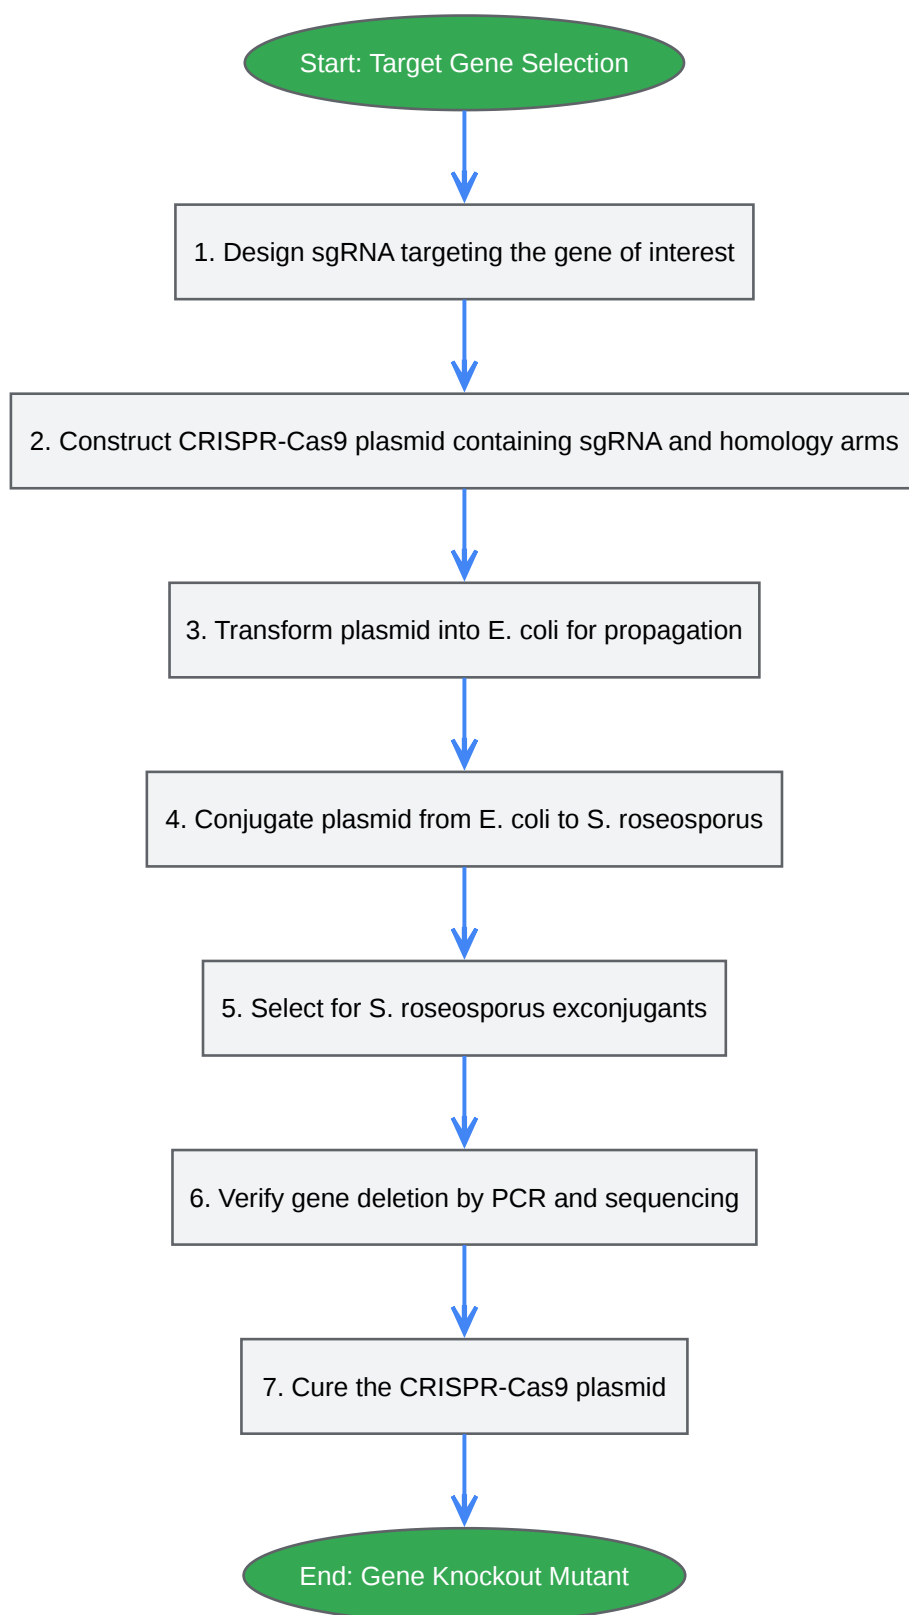 Start: Target Gene Selection
1. Design sgRNA targeting the gene of interest
2. Construct CRISPR-Cas9 plasmid containing sgRNA and homology arms
3. Transform plasmid into E. coli for propagation
4. Conjugate plasmid from E. coli to S. roseosporus
5. Select for S. roseosporus exconjugants
6. Verify gene deletion by PCR and sequencing
7. Cure the CRISPR-Cas9 plasmid
End: Gene Knockout Mutant